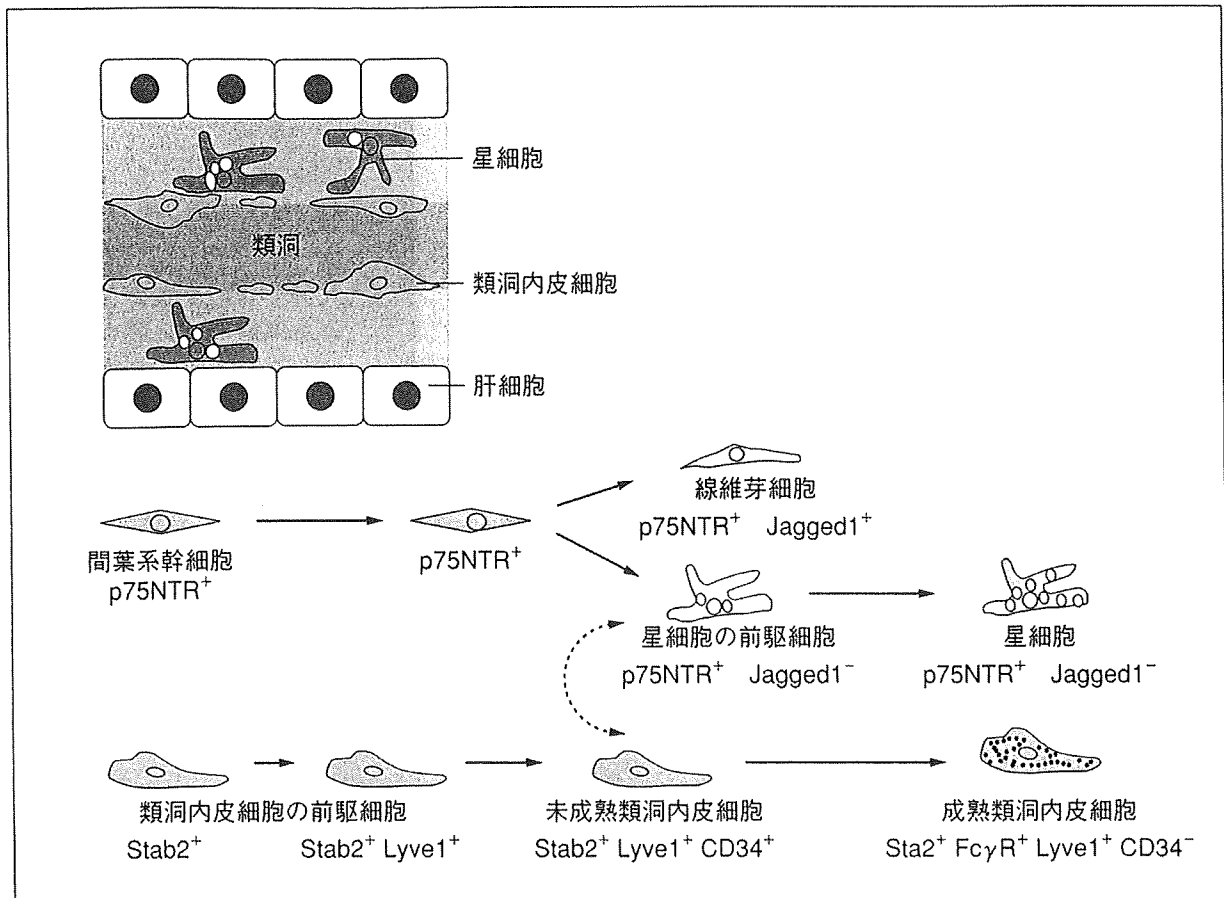 星細胞
類洞
類洞内皮細胞
肝細胞
線維芽細胞
p75NTR⁺ Jagged1⁺
間葉系幹細胞
p75NTR⁺
p75NTR⁺
星細胞の前駆細胞
p75NTR⁺ Jagged1⁻
星細胞
p75NTR⁺ Jagged1⁻
類洞内皮細胞の前駆細胞
Stab2⁺
Stab2⁺ Lyve1⁺
未成熟類洞内皮細胞
Stab2⁺ Lyve1⁺ CD34⁺
成熟類洞内皮細胞
Sta2⁺ FcγR⁺ Lyve1⁺ CD34⁻